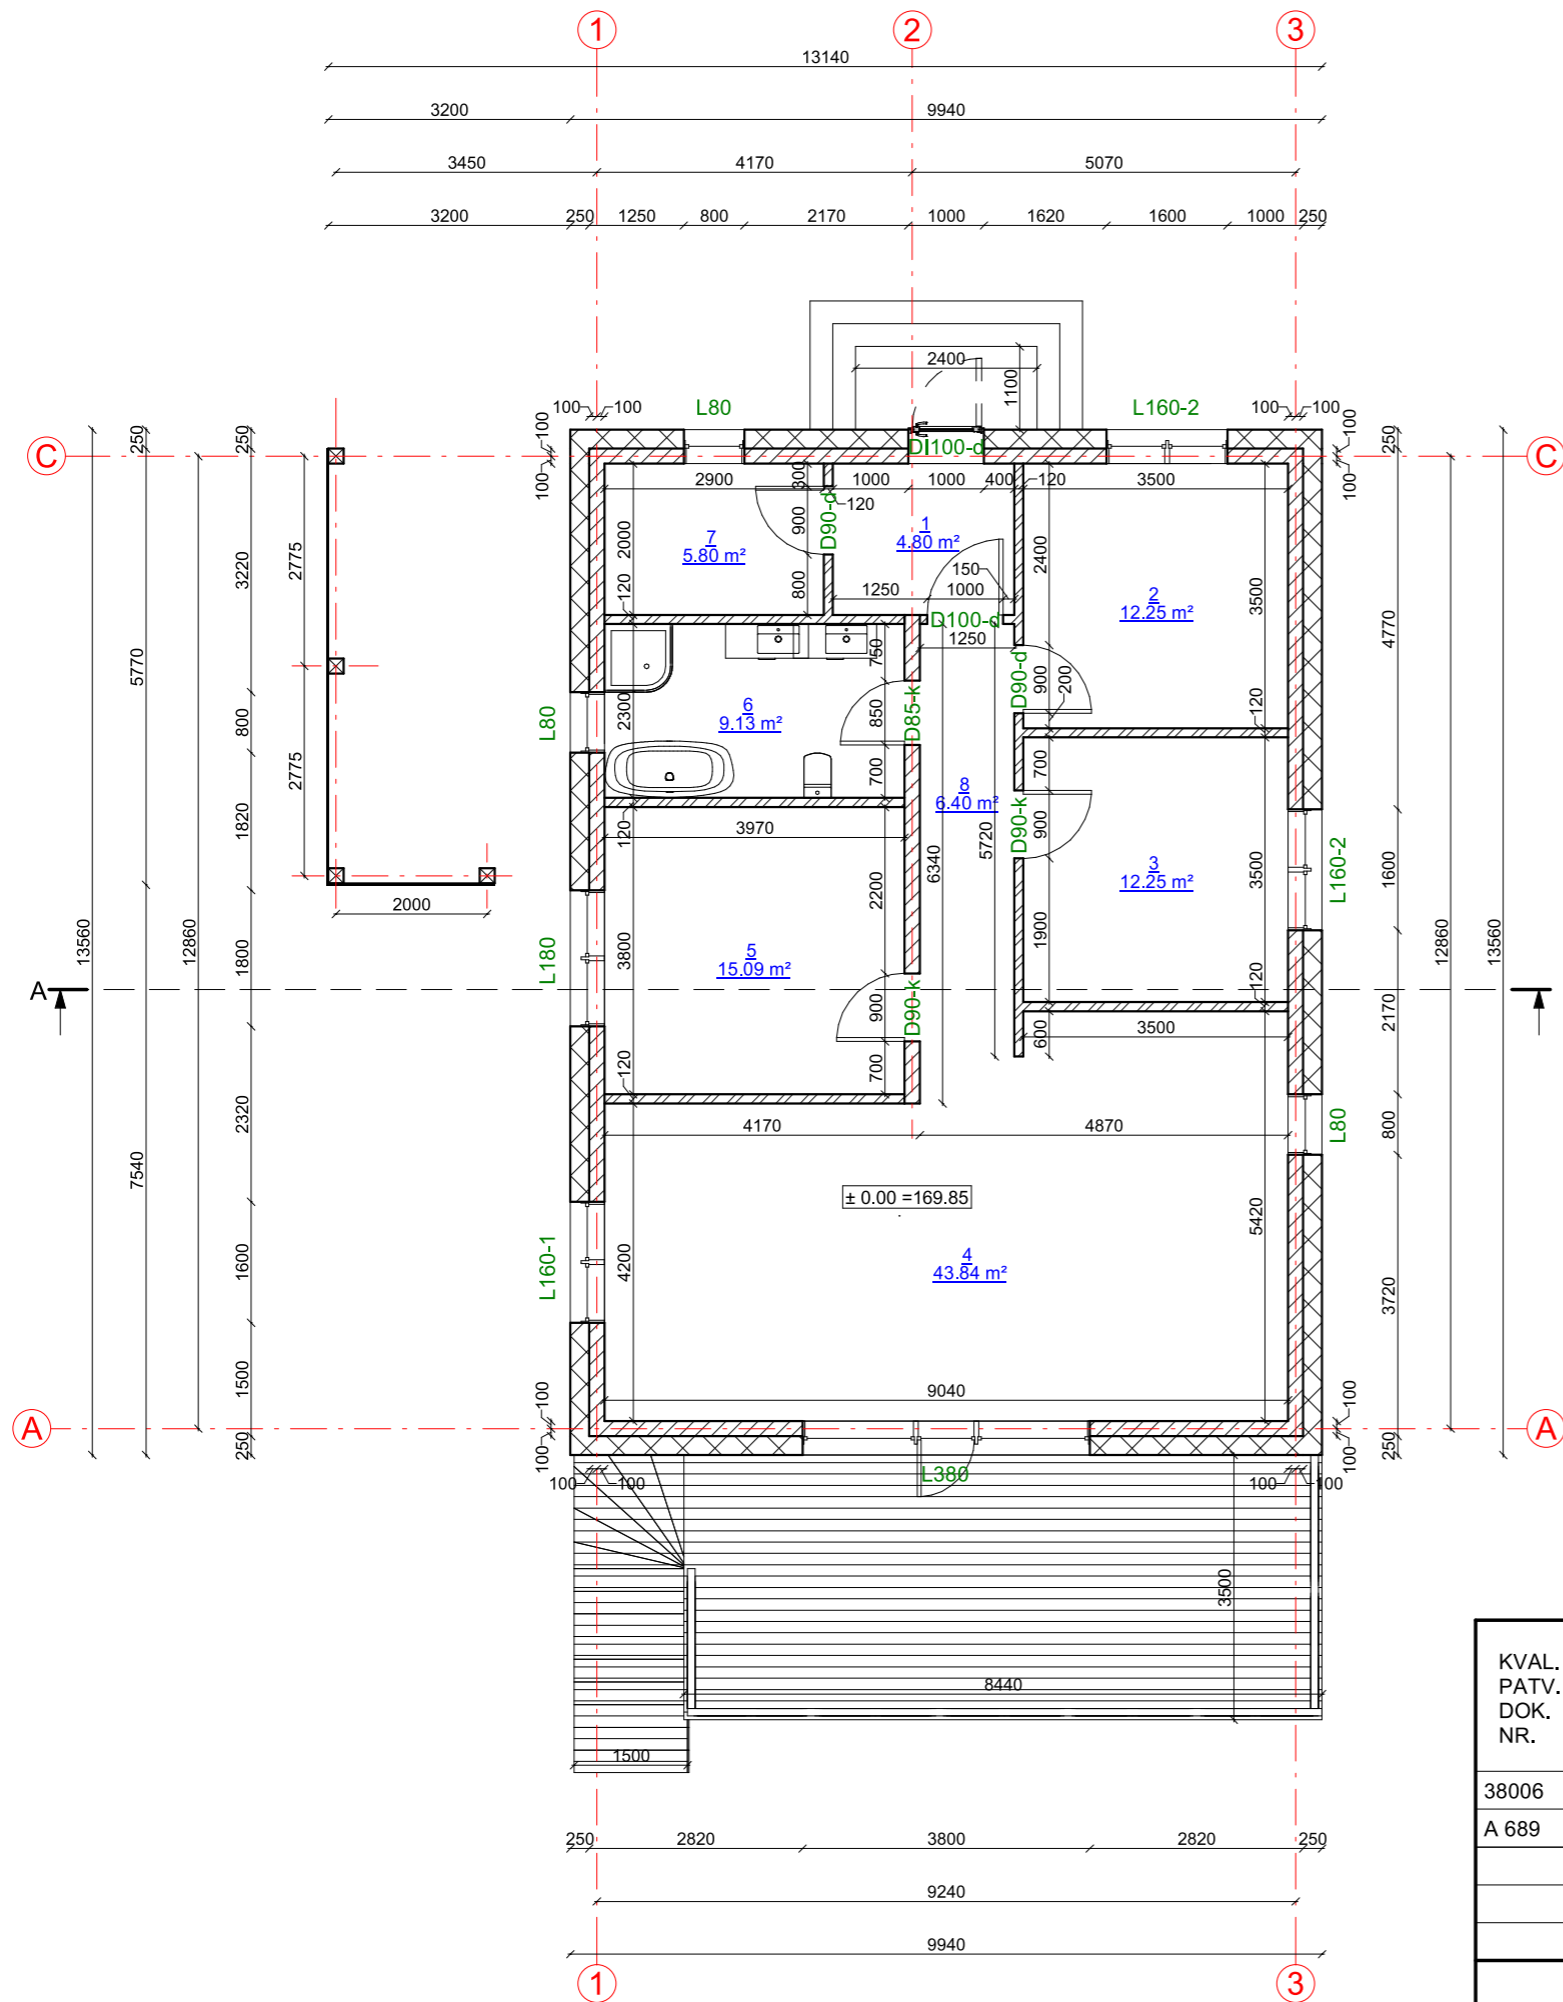 1 2 3
13140
3200 9940
3450 4170 5070
3200 250 1250 800 2170 1000 1620 1600 1000 250
2400
1100
100 100 L80 L160-2 100 100
DI100-d
C C
250 250 100 100 100 250 100
2900 300 1000 1000 400 120 3500
120
D90-d
900
800
2000
120
7
5.80 m²
1
4.80 m²
150
1250 1000
D100-d
1250
2400
2
12.25 m²
3500
120
D90-d
900
200
2775
2775
2000
3220
5770
800
L80
2300
6
9.13 m²
750
850
700
D85-k
700
8
6.40 m²
D90-k
900
3
12.25 m²
3500
1900
120
4770
L160-2
1600
1820
120
3970
6340
5720
2200
3800
5
15.09 m²
D90-k
900
700
120
600
3500
13560
12860
1800
L180
12860
13560
A
2170
2320
7540
4170 4870
L80
800
± 0.00 =169.85
5420
4
43.84 m²
L160-1
1600
4200
3720
1500
9040
A A
250 100 100 100 100 250
L380
100 100 100 100
3500
8440
1500
250 2820 3800 2820 250
9240
9940
1 3
KVAL.
PATV.
DOK.
NR.
38006
A 689